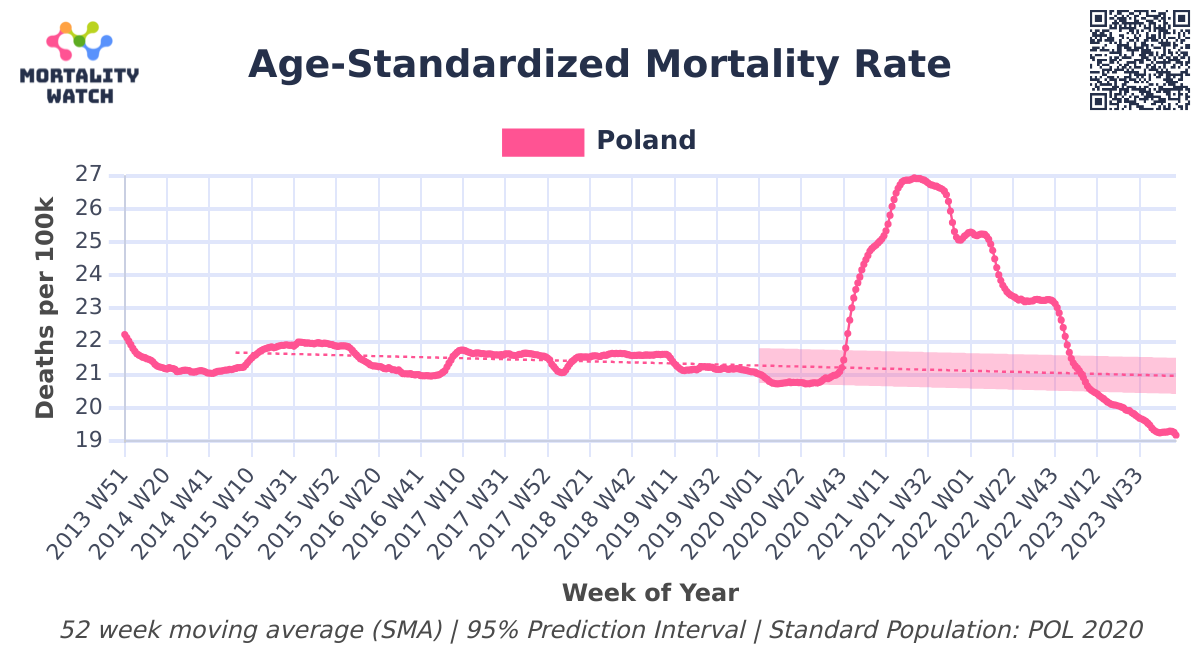 MORTALITY
WATCH
Age-Standardized Mortality Rate
Poland
Deaths per 100k
27
26
25
24
23
22
21
20
19
2013 W51
2014 W20
2014 W41
2015 W10
2015 W31
2015 W52
2016 W20
2016 W41
2017 W10
2017 W31
2017 W52
2018 W21
2018 W42
2019 W11
2019 W32
2020 W01
2020 W22
2020 W43
2021 W11
2021 W32
2022 W01
2022 W22
2022 W43
2023 W12
2023 W33
Week of Year
52 week moving average (SMA) | 95% Prediction Interval | Standard Population: POL 2020